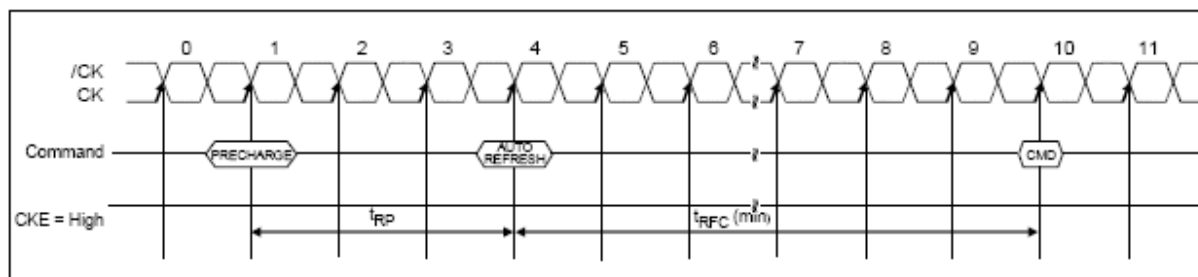 0 1 2 3 4 5 6 7 8 9 10 11
/CK
CK
Command
PRECHARGE
AUTO
REFRESH
CMD
CKE = High
tRP
tRFC (min)